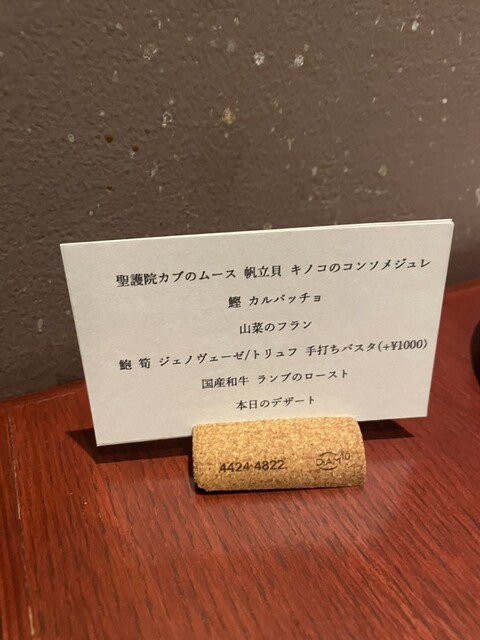 聖護院カブのムース 帆立貝 キノコのコンソメジュレ
鰹 カルパッチョ
山菜のフラン
鮑 筍 ジェノヴェーゼ/トリュフ 手打ちパスタ(+¥1000)
国産和牛 ランプのロースト
本日のデザート
4424-4822
DIAM 10